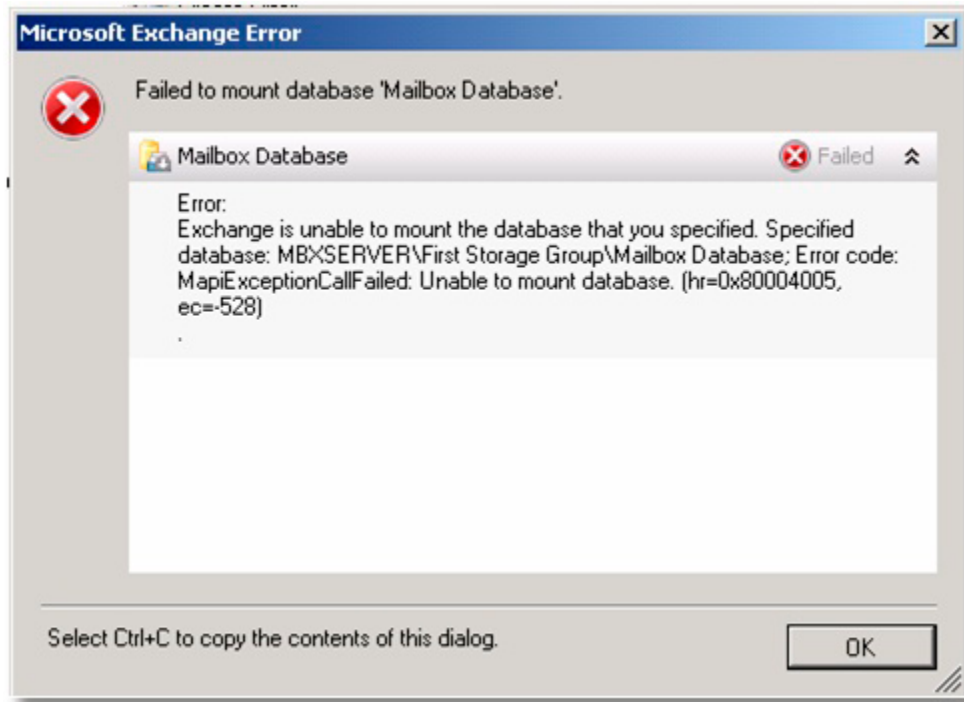 Microsoft Exchange Error
Failed to mount database 'Mailbox Database'.
Mailbox Database
Failed
Error:
Exchange is unable to mount the database that you specified. Specified
database: MBXSERVER\First Storage Group\Mailbox Database; Error code:
MapiExceptionCallFailed: Unable to mount database. (hr=0x80004005,
ec=-528)
.
Select Ctrl+C to copy the contents of this dialog.
OK